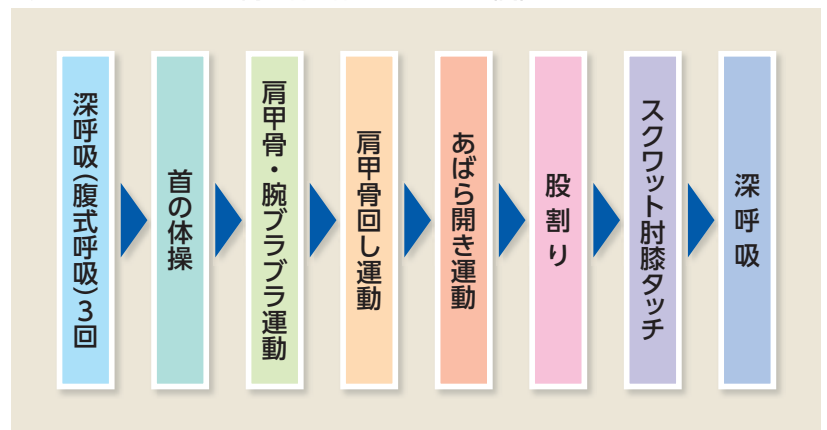 深呼吸(腹式呼吸)3回
首の体操
肩甲骨・腕ブラブラ運動
肩甲骨回し運動
あばら開き運動
股割り
スクワット肘膝タッチ
深呼吸